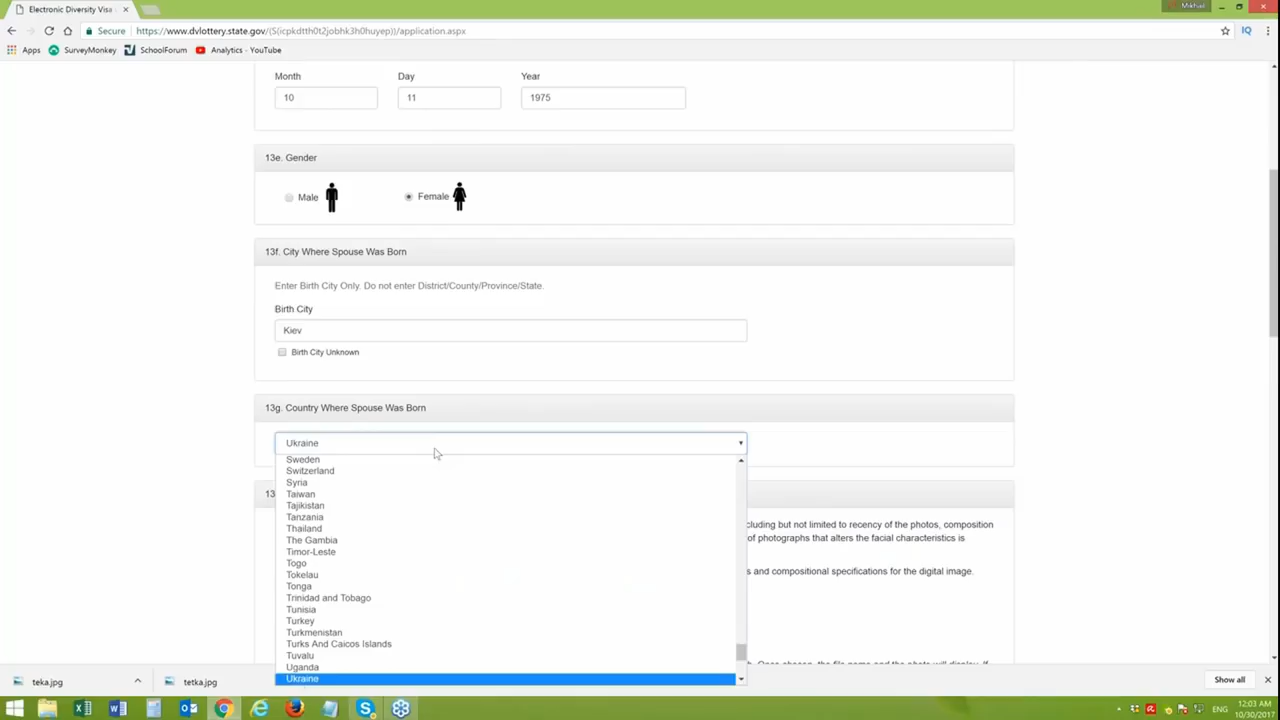 Electronic Diversity Visa
Mikhail
Secure
https://www.dvlottery.state.gov/(S(icpkdtth0t2jobhk3h0huyep))/application.aspx
IQ
Apps
SurveyMonkey
SchoolForum
Analytics - YouTube
Month
Day
Year
10
11
1975
13e. Gender
Male
Female
13f. City Where Spouse Was Born
Enter Birth City Only. Do not enter District/County/Province/State.
Birth City
Kiev
Birth City Unknown
13g. Country Where Spouse Was Born
Ukraine
Sweden
Switzerland
Syria
Taiwan
Tajikistan
Tanzania
Thailand
The Gambia
Timor-Leste
Togo
Tokelau
Tonga
Trinidad and Tobago
Tunisia
Turkey
Turkmenistan
Turks And Caicos Islands
Tuvalu
Uganda
Ukraine
13
cluding but not limited to recency of the photos, composition
of photographs that alters the facial characteristics is
s and compositional specifications for the digital image.
teka.jpg
tetka.jpg
Show all
ENG
12:03 AM
10/30/2017